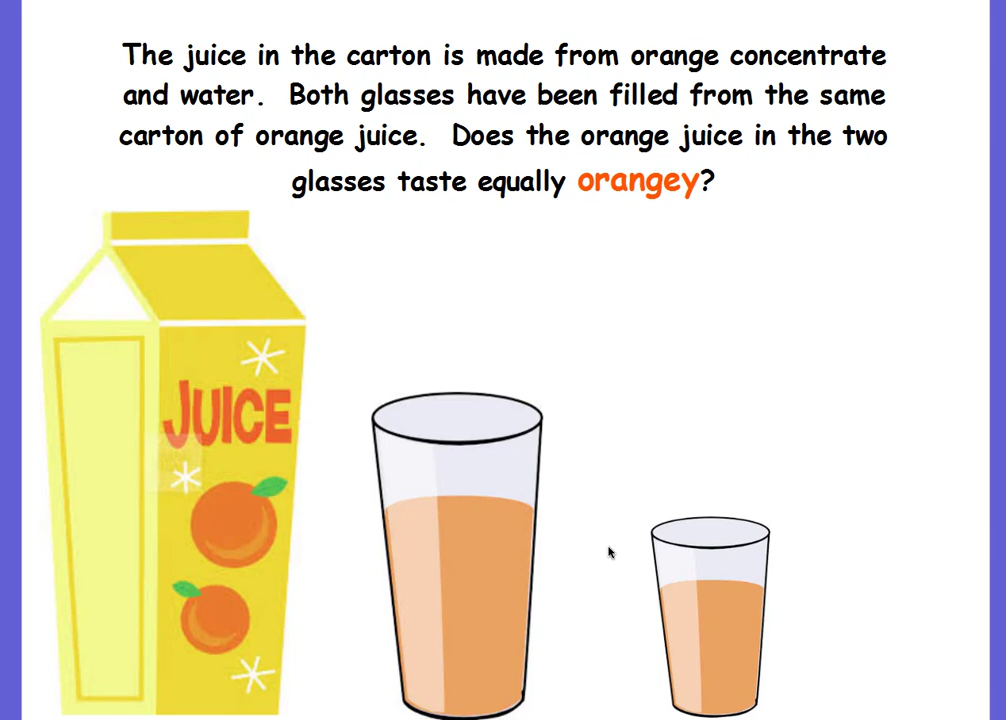 The juice in the carton is made from orange concentrate
and water.  Both glasses have been filled from the same
carton of orange juice.  Does the orange juice in the two
glasses taste equally orangey?
JUICE